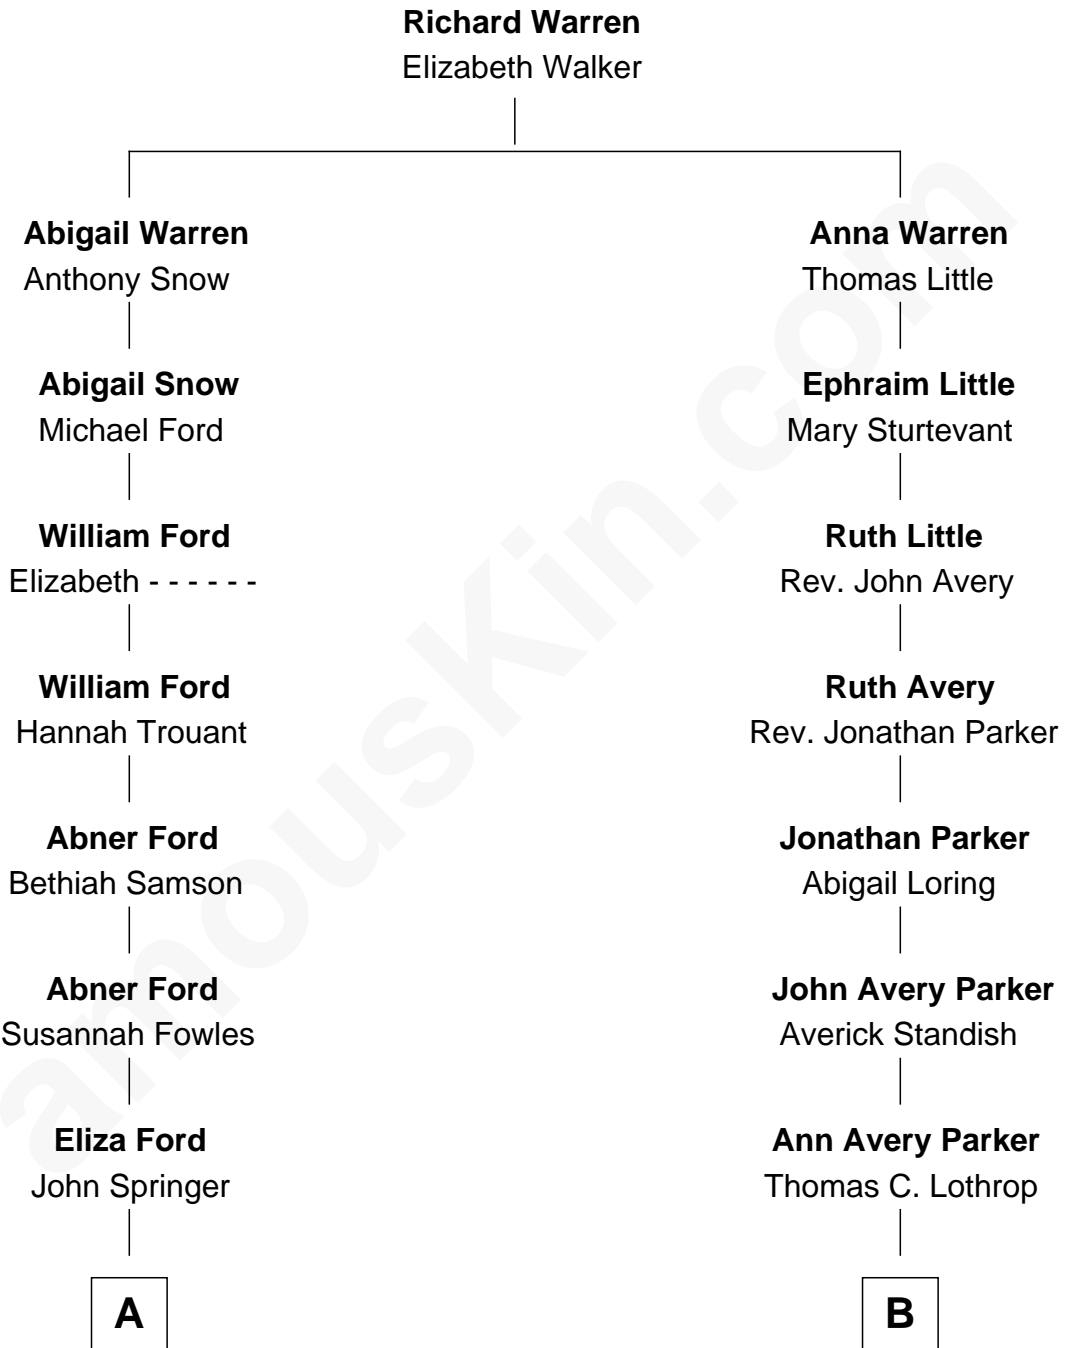 Richard Warren
Elizabeth Walker
Abigail Warren
Anthony Snow
Anna Warren
Thomas Little
Abigail Snow
Michael Ford
Ephraim Little
Mary Sturtevant
William Ford
Elizabeth - - - - - -
Ruth Little
Rev. John Avery
William Ford
Hannah Trouant
Ruth Avery
Rev. Jonathan Parker
Abner Ford
Bethiah Samson
Jonathan Parker
Abigail Loring
Abner Ford
Susannah Fowles
John Avery Parker
Averick Standish
Eliza Ford
John Springer
Ann Avery Parker
Thomas C. Lothrop
A
B
amouskin.com